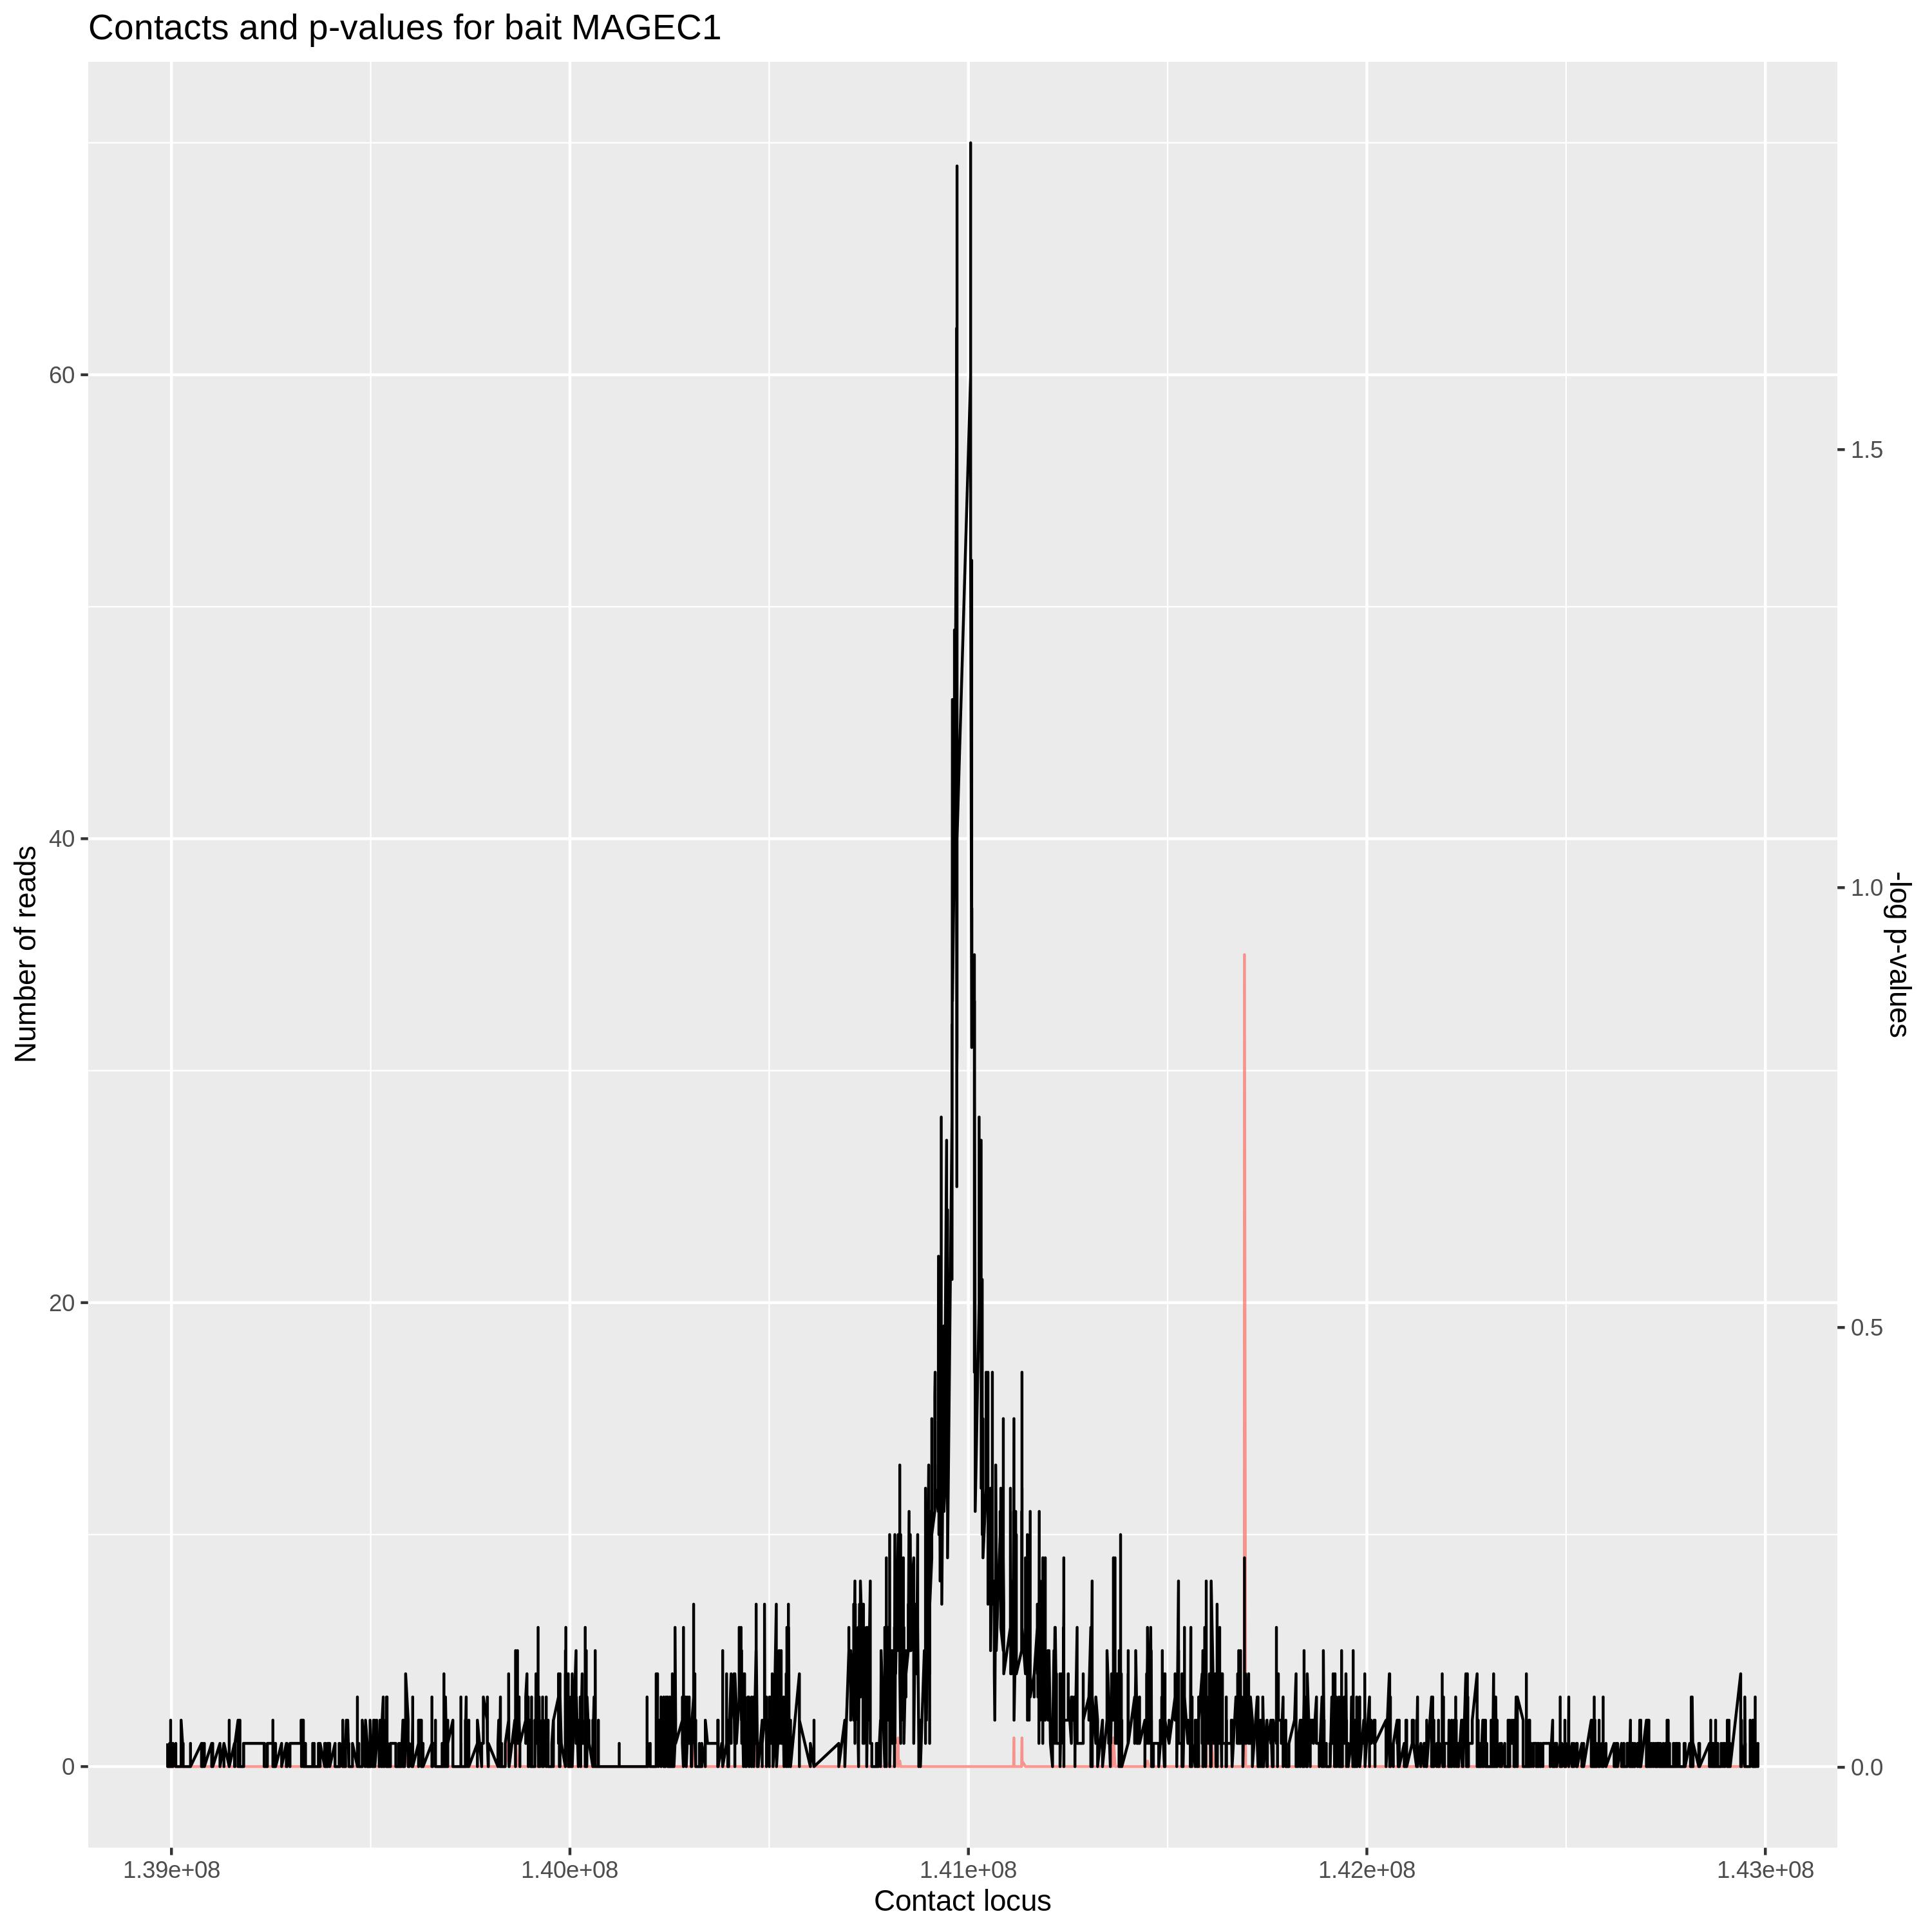 Contacts and p-values for bait MAGEC1
Number of reads
60
40
20
0
1.5
1.0
0.5
0.0
-log p-values
1.39e+08 1.40e+08 1.41e+08 1.42e+08 1.43e+08
Contact locus